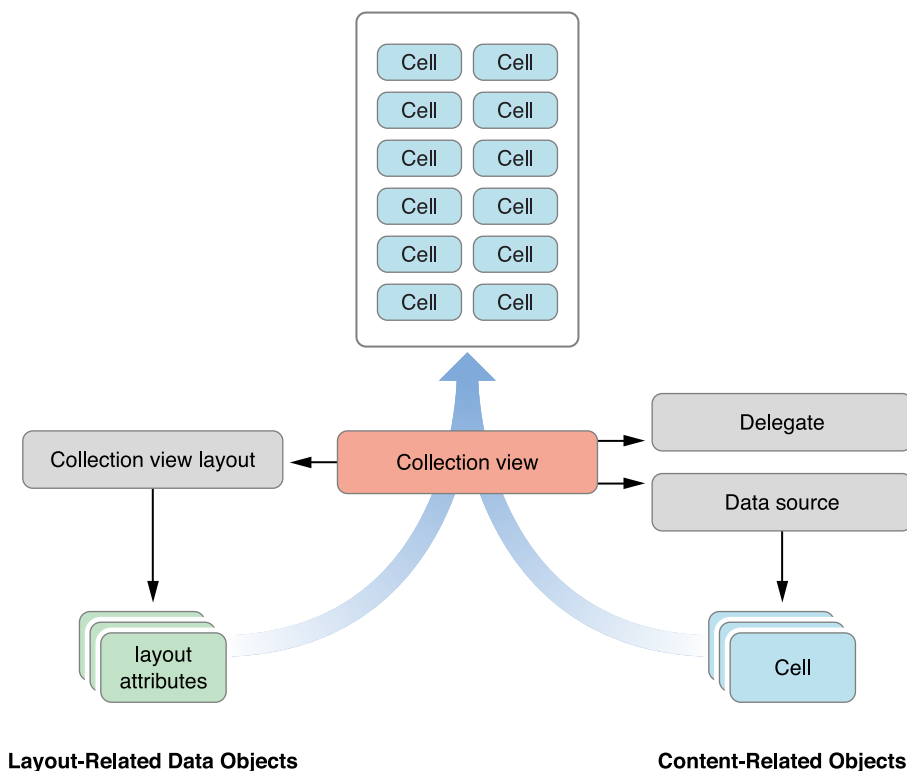 Cell Cell
Cell Cell
Cell Cell
Cell Cell
Cell Cell
Cell Cell
Delegate
Collection view layout
Collection view
Data source
layout
attributes
Cell
Layout-Related Data Objects
Content-Related Objects